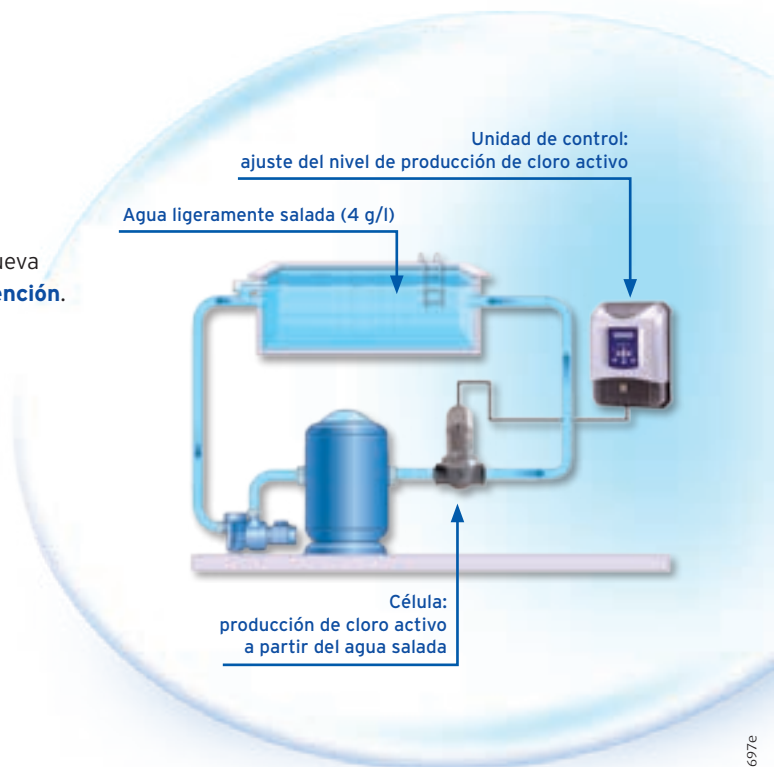 Unidad de control:
ajuste del nivel de producción de cloro activo
Agua ligeramente salada (4 g/l)
ueva
ención.
Célula:
producción de cloro activo
a partir del agua salada
697e